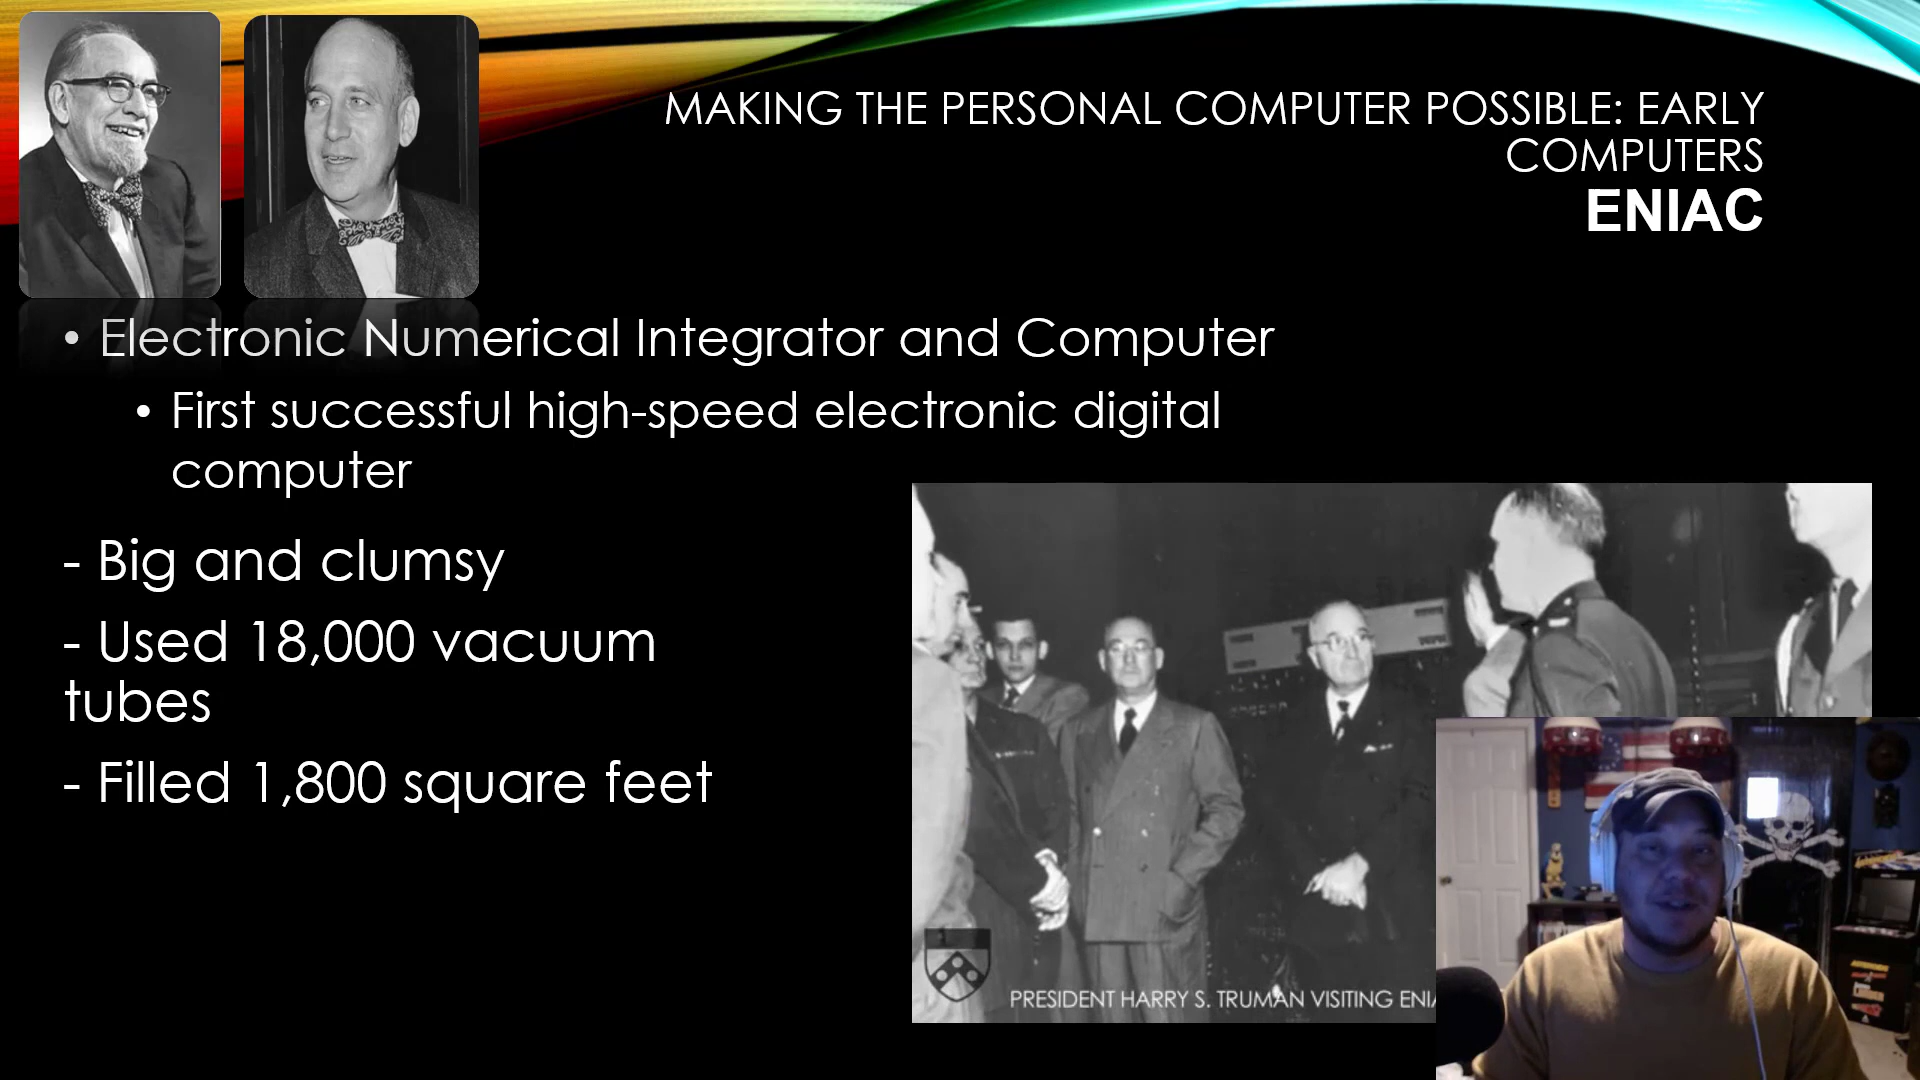 MAKING THE PERSONAL COMPUTER POSSIBLE: EARLY
COMPUTERS
ENIAC
• Electronic Numerical Integrator and Computer
• First successful high-speed electronic digital
computer
- Big and clumsy
- Used 18,000 vacuum
tubes
- Filled 1,800 square feet
PRESIDENT HARRY S. TRUMAN VISITING